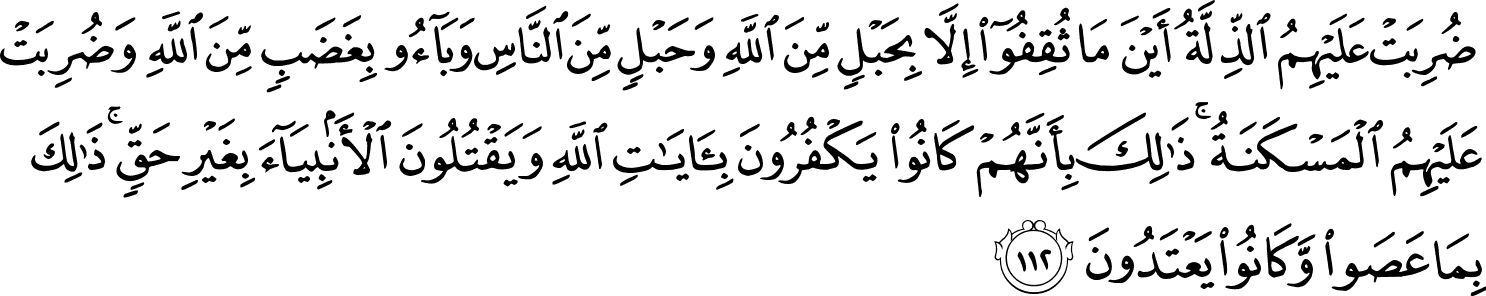 ضُرِبَتْ عَلَيْهِمُ ٱلذِّلَّةُ أَيْنَ مَا ثُقِفُوٓا۟ إِلَّا بِحَبْلٍ مِّنَ ٱللَّهِ وَحَبْلٍ مِّنَ ٱلنَّاسِ وَبَآءُو بِغَضَبٍ مِّنَ ٱللَّهِ وَضُرِبَتْ
عَلَيْهِمُ ٱلْمَسْكَنَةُ ۚ ذَٰلِكَ بِأَنَّهُمْ كَانُوا۟ يَكْفُرُونَ بِـَٔايَـٰتِ ٱللَّهِ وَيَقْتُلُونَ ٱلْأَنۢبِيَآءَ بِغَيْرِ حَقٍّ ۚ ذَٰلِكَ
بِمَا عَصَوا۟ وَّكَانُوا۟ يَعْتَدُونَ ١١٢